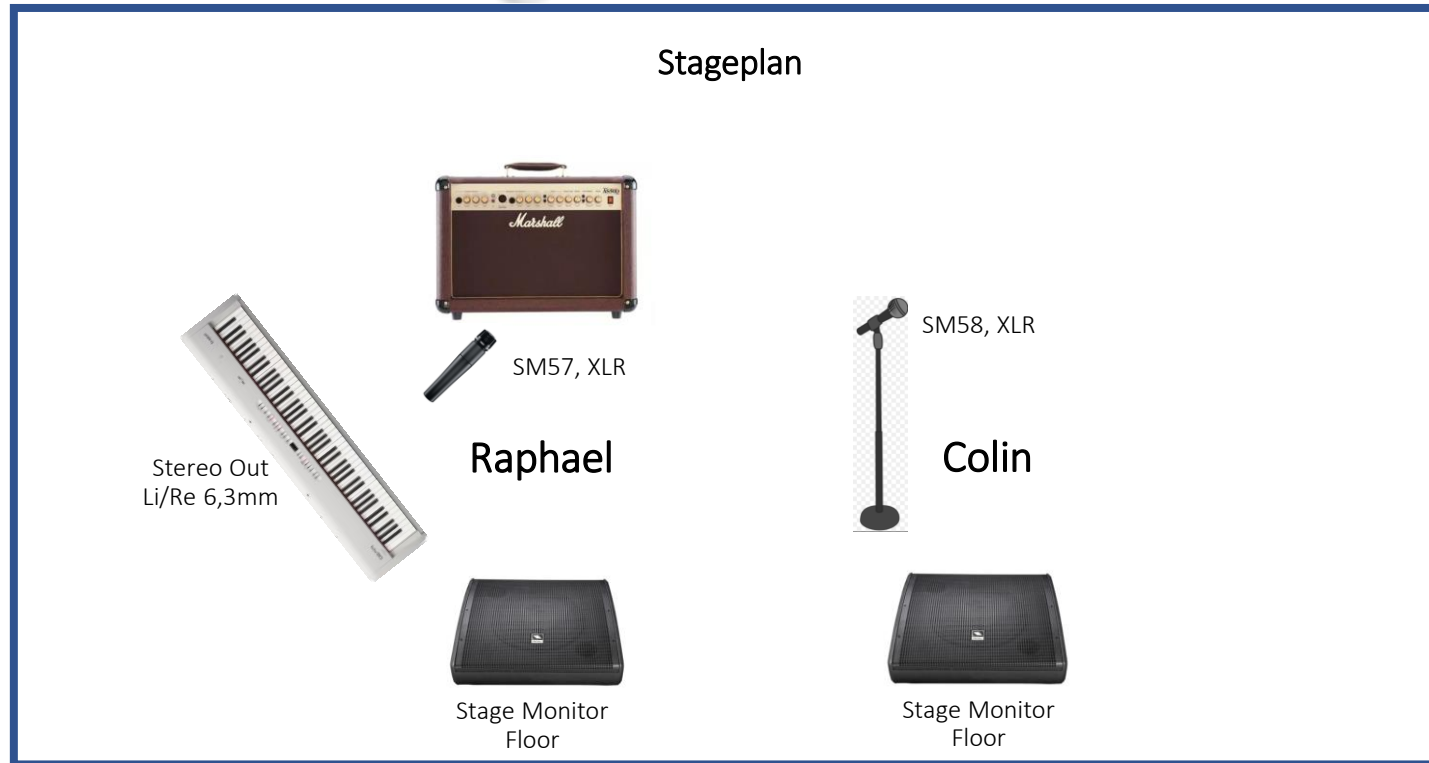 Stageplan
Marshall
SM57, XLR
SM58, XLR
Stereo Out
Li/Re 6,3mm
Raphael
Colin
Stage Monitor
Floor
Stage Monitor
Floor